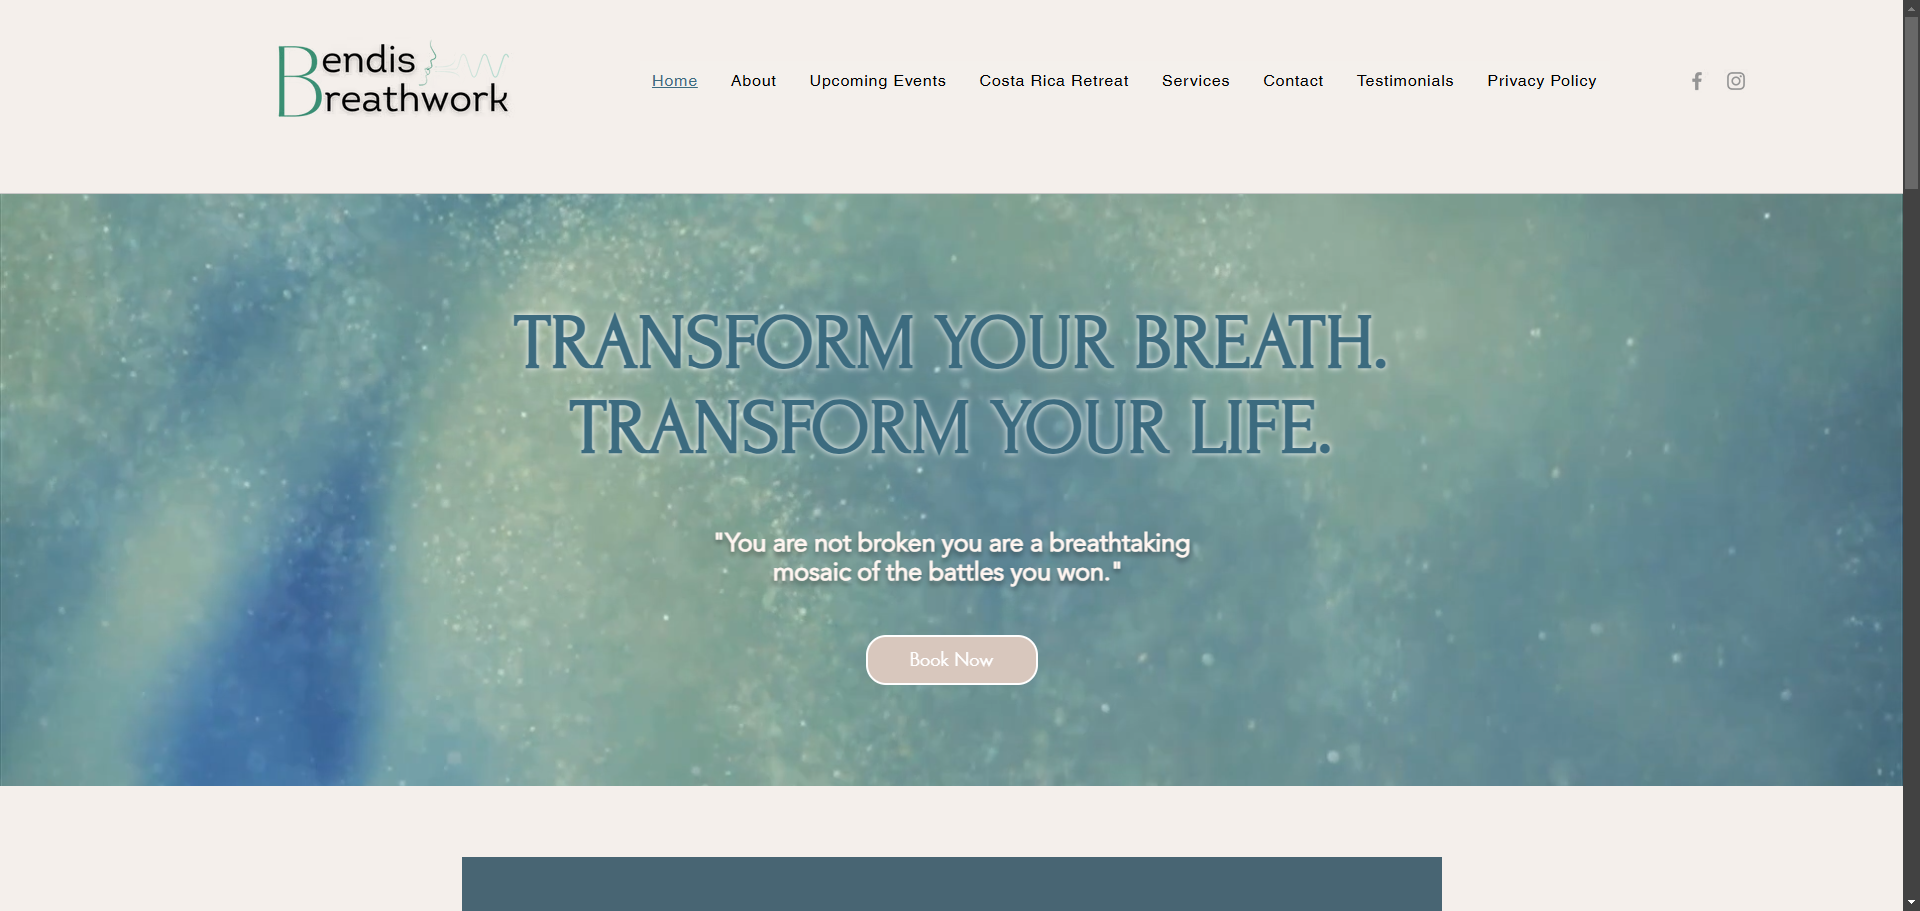 Bendis
Breathwork
Home About Upcoming Events Costa Rica Retreat Services Contact Testimonials Privacy Policy
TRANSFORM YOUR BREATH.
TRANSFORM YOUR LIFE.
"You are not broken you are a breathtaking
mosaic of the battles you won."
Book Now